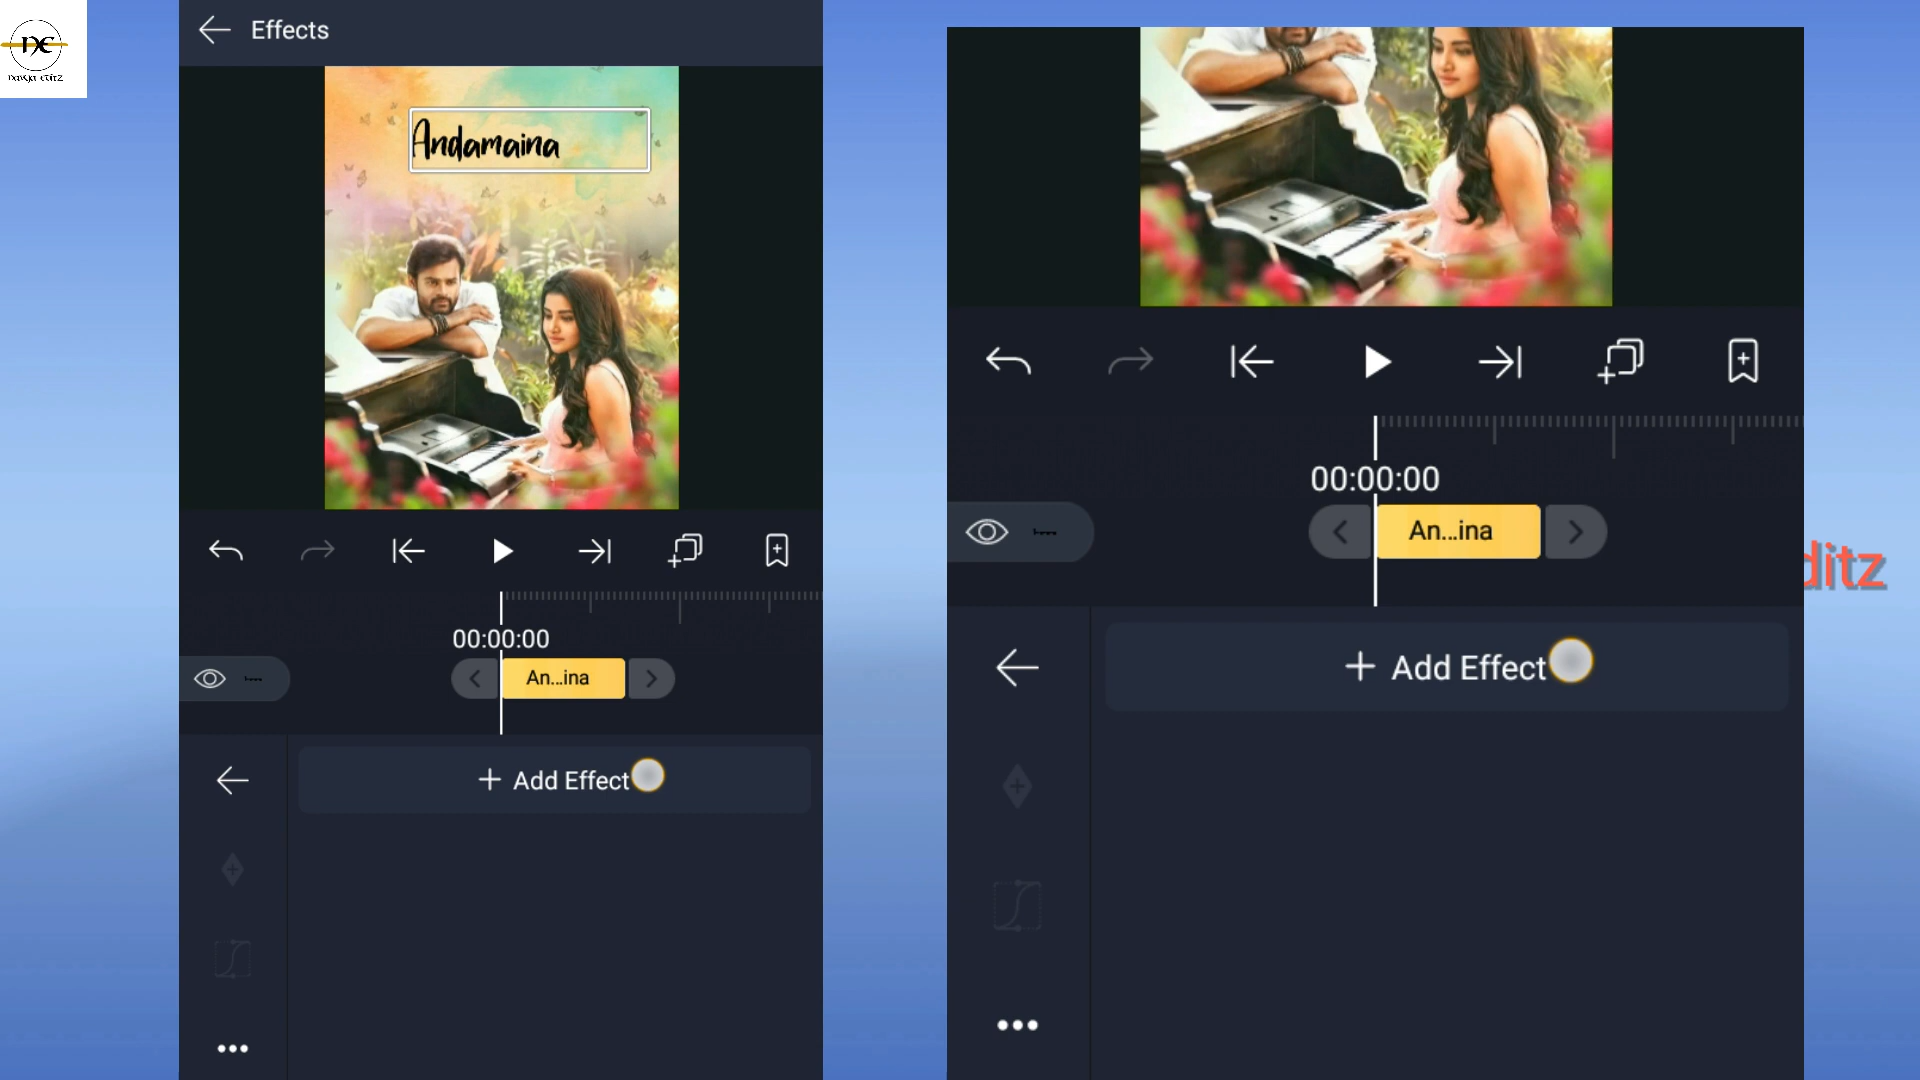 Effects
Andamaina
00:00:00
An...ina
Add Effect
00:00:00
An...ina
Add Effect
ditz